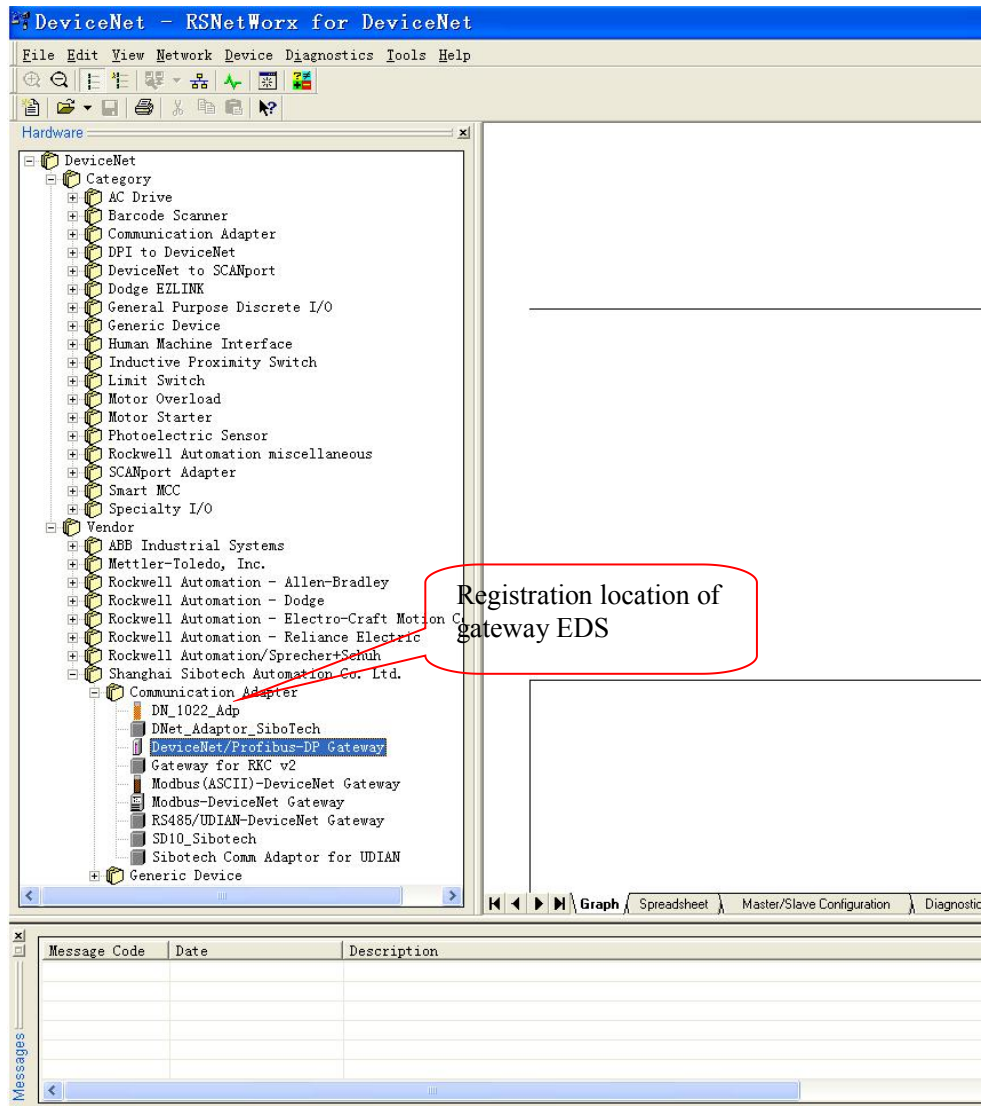 DeviceNet - RSNetWorx for DeviceNet
File Edit View Network Device Diagnostics Tools Help
Hardware
DeviceNet
Category
AC Drive
Barcode Scanner
Communication Adapter
DPI to DeviceNet
DeviceNet to SCANport
Dodge EZLINK
General Purpose Discrete I/O
Generic Device
Human Machine Interface
Inductive Proximity Switch
Limit Switch
Motor Overload
Motor Starter
Photoelectric Sensor
Rockwell Automation miscellaneous
SCANport Adapter
Smart MCC
Specialty I/O
Vendor
ABB Industrial Systems
Mettler-Toledo, Inc.
Rockwell Automation - Allen-Bradley
Rockwell Automation - Dodge
Rockwell Automation - Electro-Craft Motion C
Rockwell Automation - Reliance Electric
Rockwell Automation/Sprecher+Schuh
Shanghai Sibotech Automation Co. Ltd.
Communication Adapter
DN_1022_Adp
DNet_Adaptor_SiboTech
DeviceNet/Profibus-DP Gateway
Gateway for RKC v2
Modbus(ASCII)-DeviceNet Gateway
Modbus-DeviceNet Gateway
RS485/UDIAN-DeviceNet Gateway
SD10_Sibotech
Sibotech Comm Adaptor for UDIAN
Generic Device
Registration location of
gateway EDS
Graph Spreadsheet Master/Slave Configuration Diagnostic
Message Code Date Description
Messages